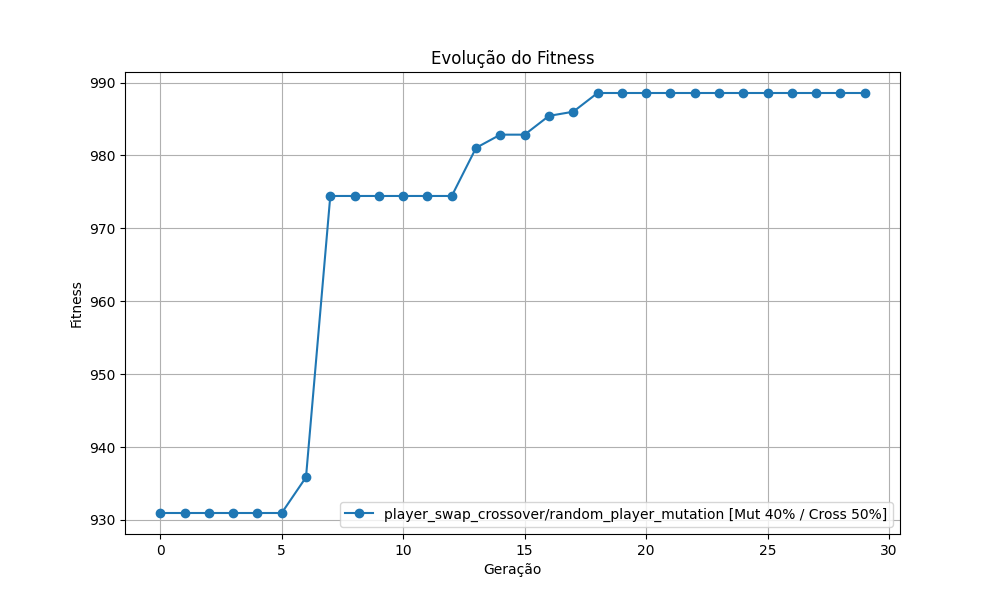 Evolução do Fitness
Fitness
990
980
970
960
950
940
930
player_swap_crossover/random_player_mutation [Mut 40% / Cross 50%]
0 5 10 15 20 25 30
Geração